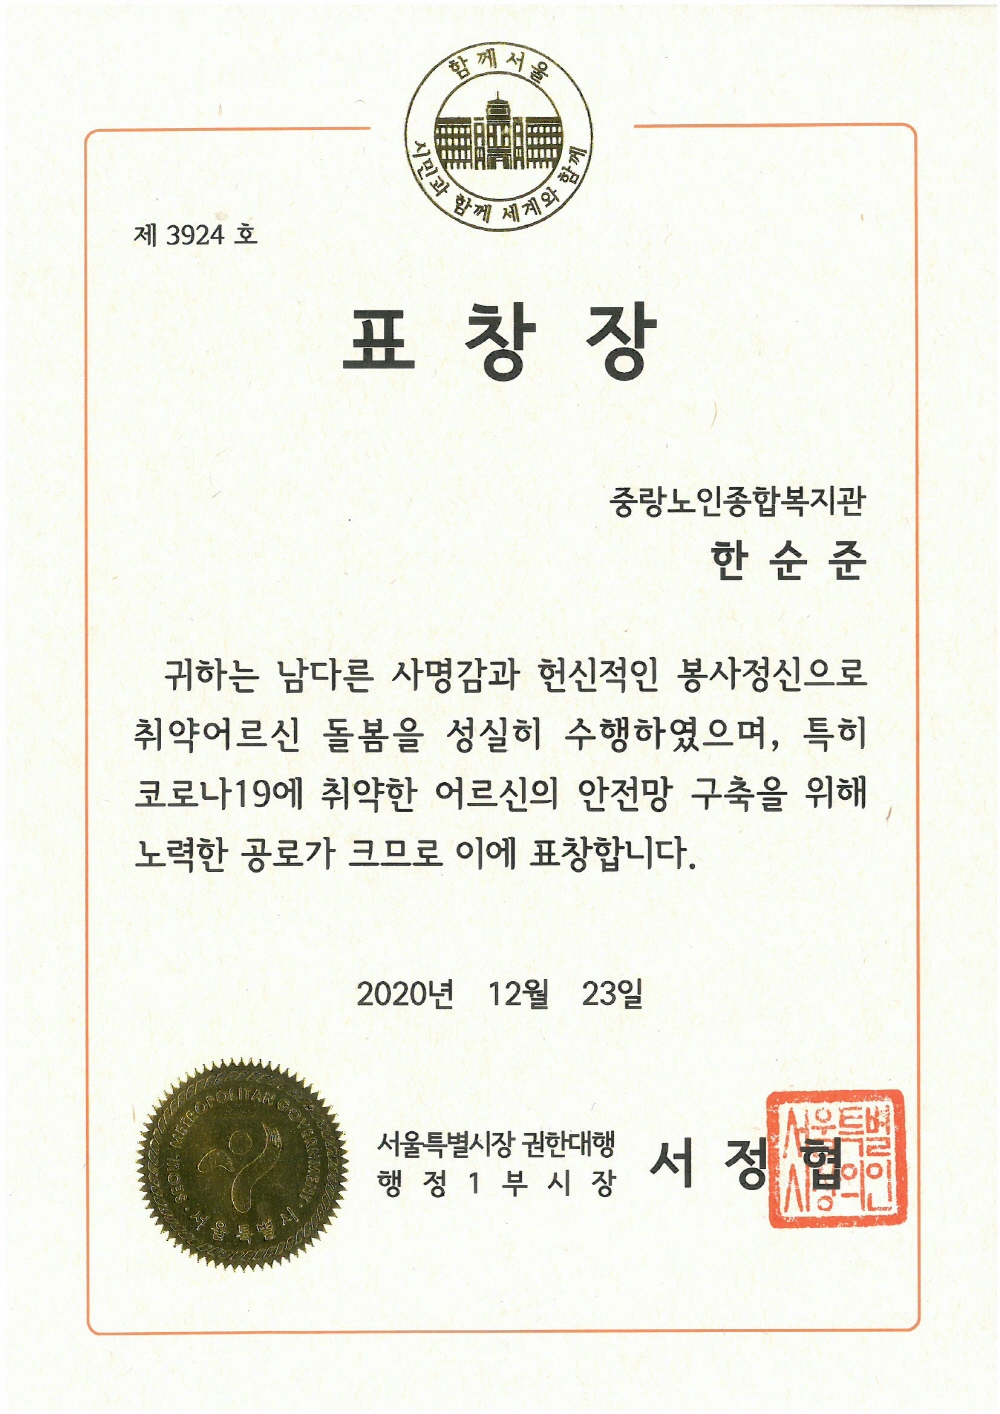 함께서울
시민과 함께 세계와 함께
제 3924 호
표 창 장
중랑노인종합복지관
한 순 준
귀하는 남다른 사명감과 헌신적인 봉사정신으로
취약어르신 돌봄을 성실히 수행하였으며, 특히
코로나19에 취약한 어르신의 안전망 구축을 위해
노력한 공로가 크므로 이에 표창합니다.
2020년 12월 23일
SEOUL METROPOLITAN GOVERNMENT
서울특별시
서울특별시장 권한대행
행 정 1 부 시 장
서 정 협
서울특별
시장의인